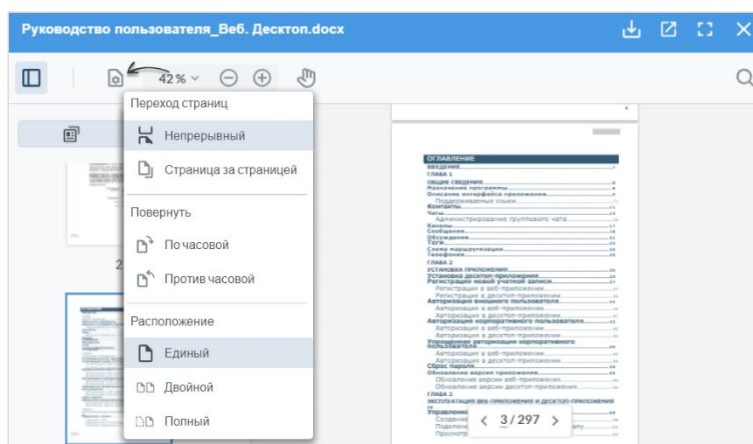 Руководство пользователя_Веб. Десктоп.docx
42%
Переход страниц
Непрерывный
Страница за страницей
Повернуть
По часовой
Против часовой
Расположение
Единый
Двойной
Полный
2
ОГЛАВЛЕНИЕ
ВВЕДЕНИЕ
ГЛАВА 1
ОБЩИЕ СВЕДЕНИЯ
Назначение программы
Описание интерфейса приложения
Поддерживаемые языки
Контакты
Чаты
Администрирование группового чата
Каналы
Сообщения
Обсуждения
Теги
Схема маршрутизации
Телефония
ГЛАВА 2
УСТАНОВКА ПРИЛОЖЕНИЯ
Установка десктоп-приложения
Регистрация новой учетной записи
Регистрация в веб-приложении
Регистрация в десктоп-приложении
Авторизация внешнего пользователя
Авторизация в веб-приложении
Авторизация в десктоп-приложении
Авторизация корпоративного пользователя
Авторизация в веб-приложении
Авторизация в десктоп-приложении
Упрощенная авторизация корпоративного
пользователя
Авторизация в веб-приложении
Авторизация в десктоп-приложении
Сброс пароля
Обновление версии приложения
Обновление версии веб-приложения
Обновление версии десктоп-приложения
ГЛАВА 3
ЭКСПЛУАТАЦИЯ ВЕБ-ПРИЛОЖЕНИЯ И ДЕСКТОП-ПРИЛОЖЕНИЯ
3 / 297